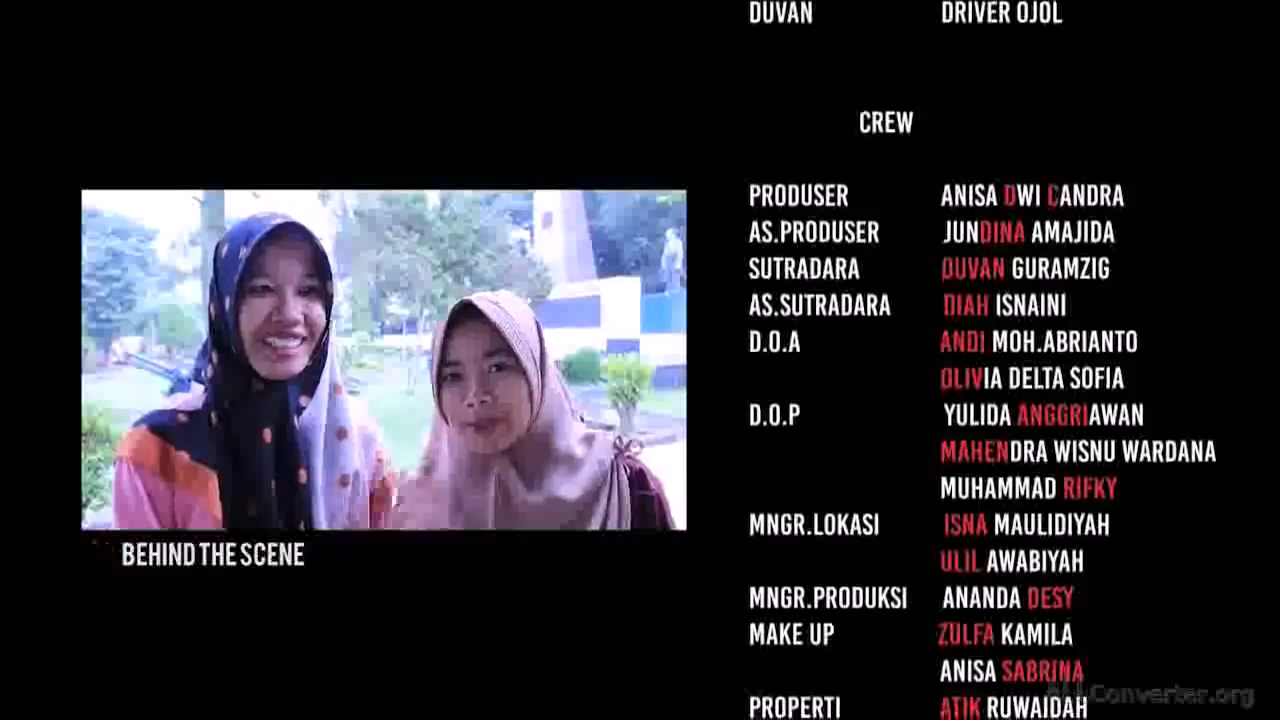 DUVAN DRIVER OJOL
CREW
PRODUSER ANISA DWI CANDRA
AS.PRODUSER JUNDINA AMAJIDA
SUTRADARA DUVAN GURAMZIG
AS.SUTRADARA DIAH ISNAINI
D.O.A ANDI MOH.ABRIANTO
OLIVIA DELTA SOFIA
D.O.P YULIDA ANGGRIAWAN
MAHENDRA WISNU WARDANA
MUHAMMAD RIFKY
MNGR.LOKASI ISNA MAULIDIYAH
ULIL AWABIYAH
MNGR.PRODUKSI ANANDA DESY
MAKE UP ZULFA KAMILA
ANISA SABRINA
PROPERTI ATIK RUWAIDAH
BEHIND THE SCENE